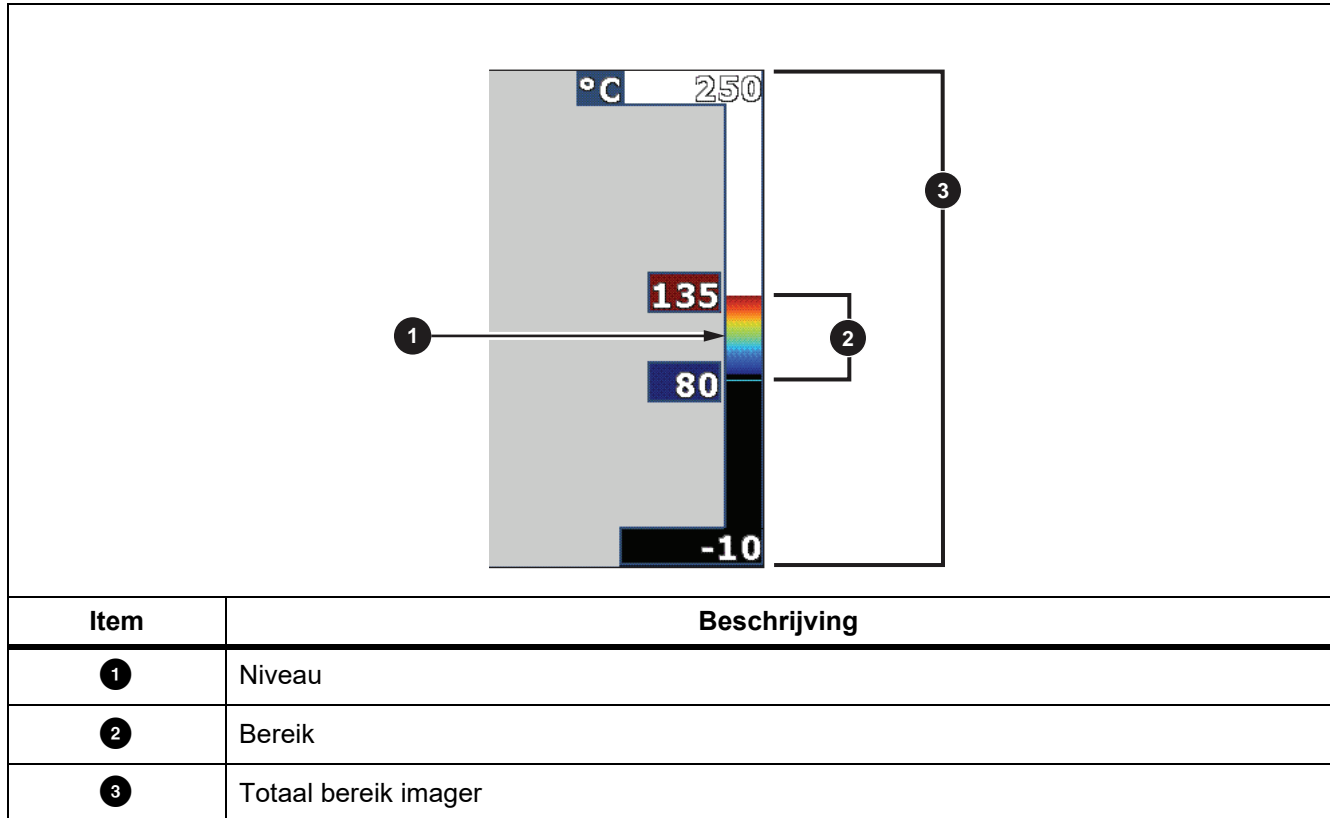 °C 250
3
135
1
2
80
-10
Item Beschrijving
1 Niveau
2 Bereik
3 Totaal bereik imager